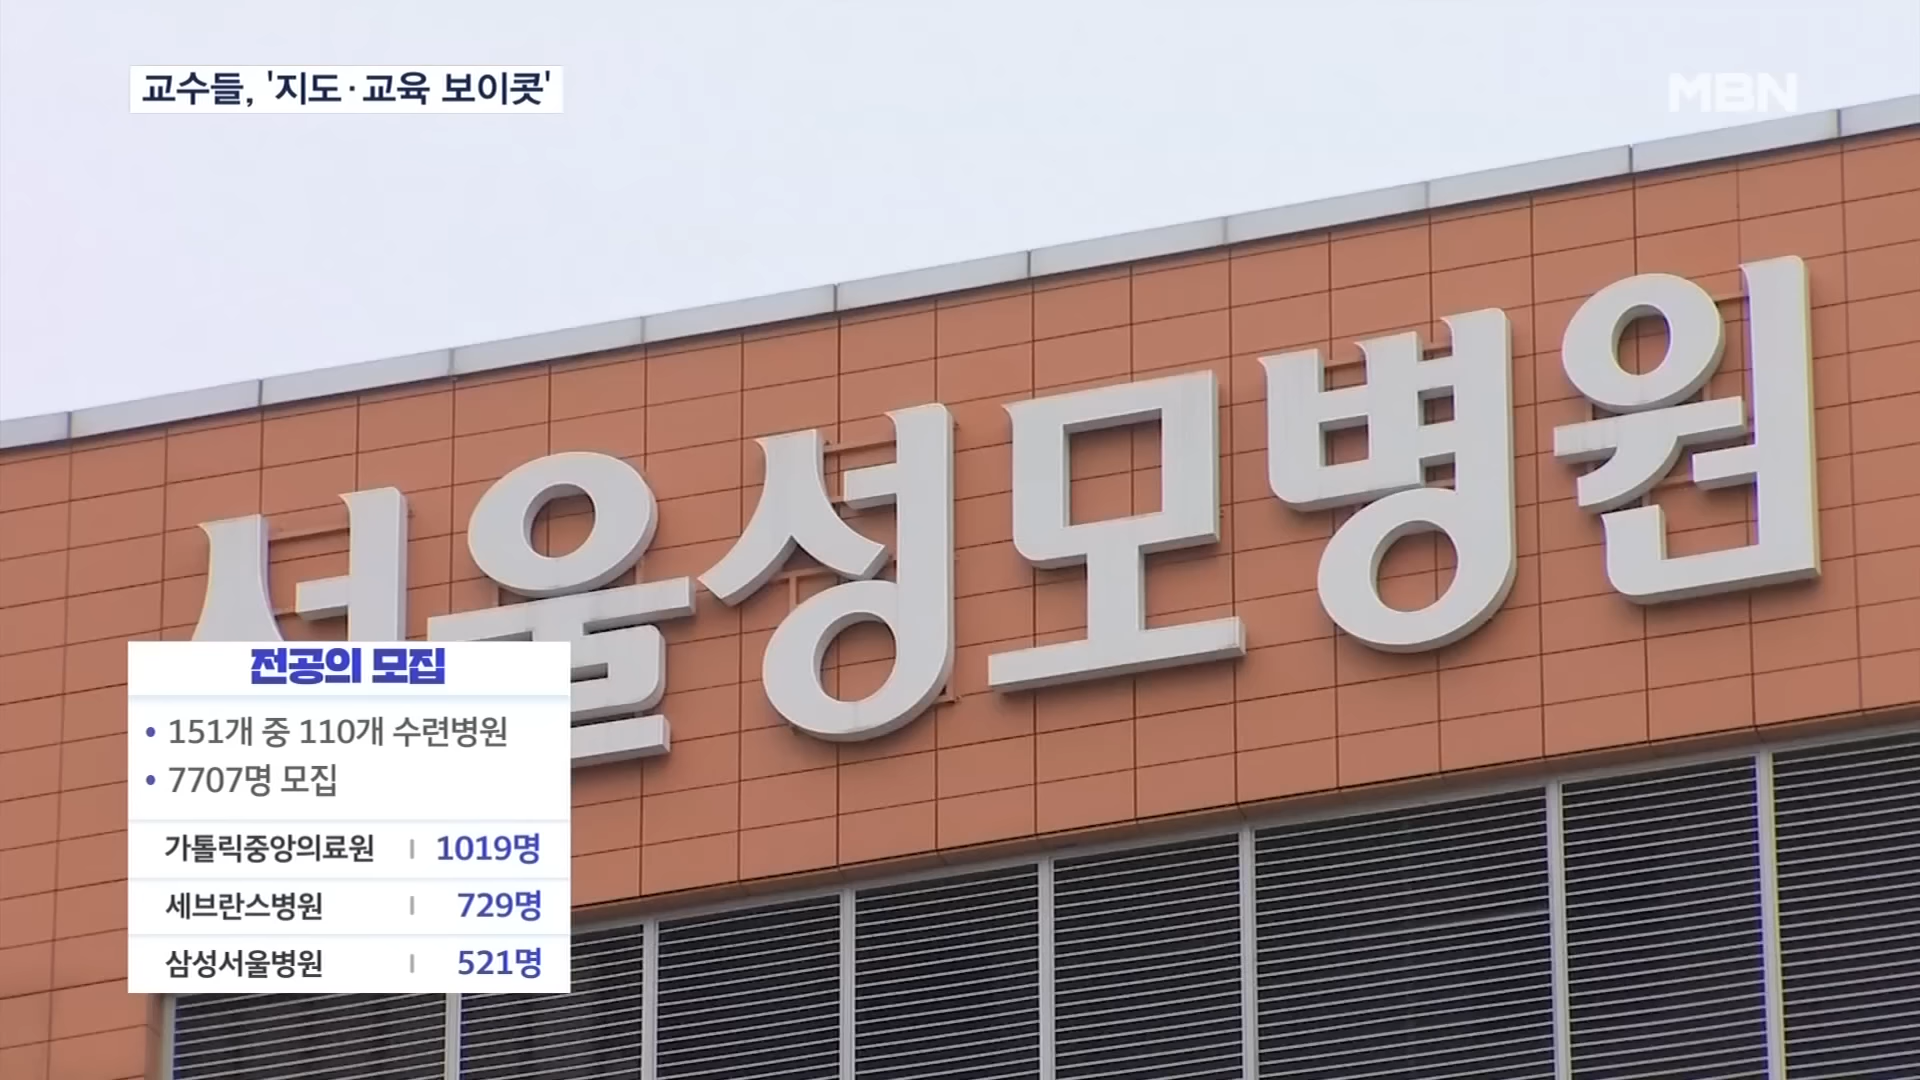 교수들, '지도·교육 보이콧'
MBN
서울성모병원
전공의 모집
• 151개 중 110개 수련병원
• 7707명 모집
가톨릭중앙의료원 | 1019명
세브란스병원 | 729명
삼성서울병원 | 521명